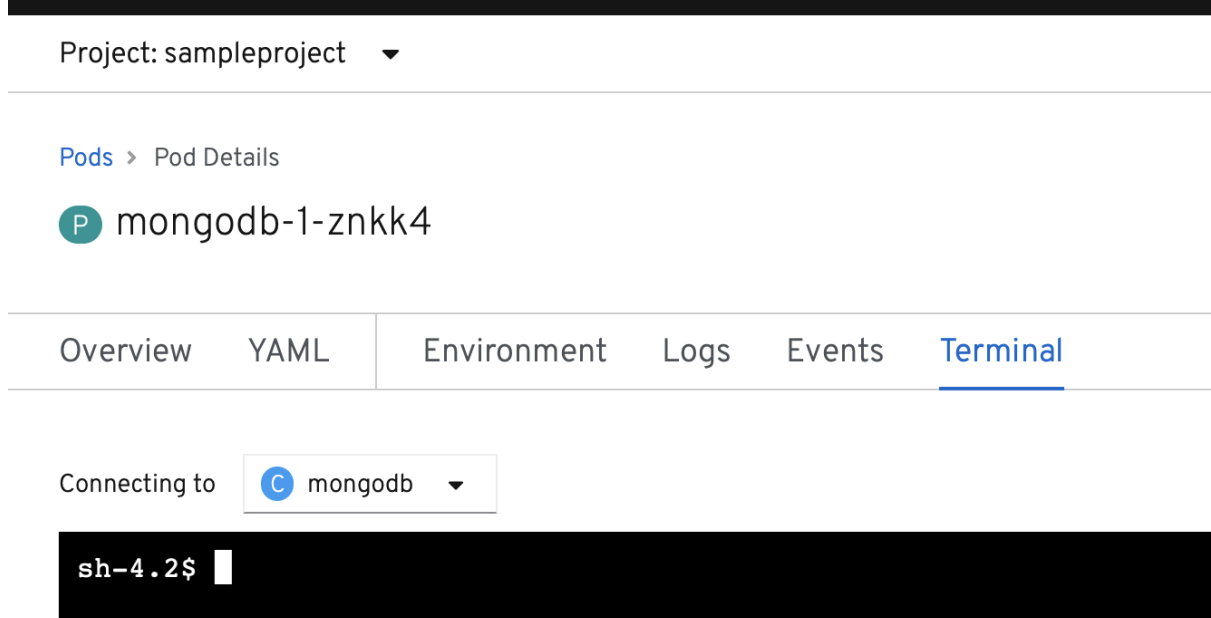 Project: sampleproject
Pods > Pod Details
P mongodb-1-znkk4
Overview YAML Environment Logs Events Terminal
Connecting to C mongodb
sh-4.2$